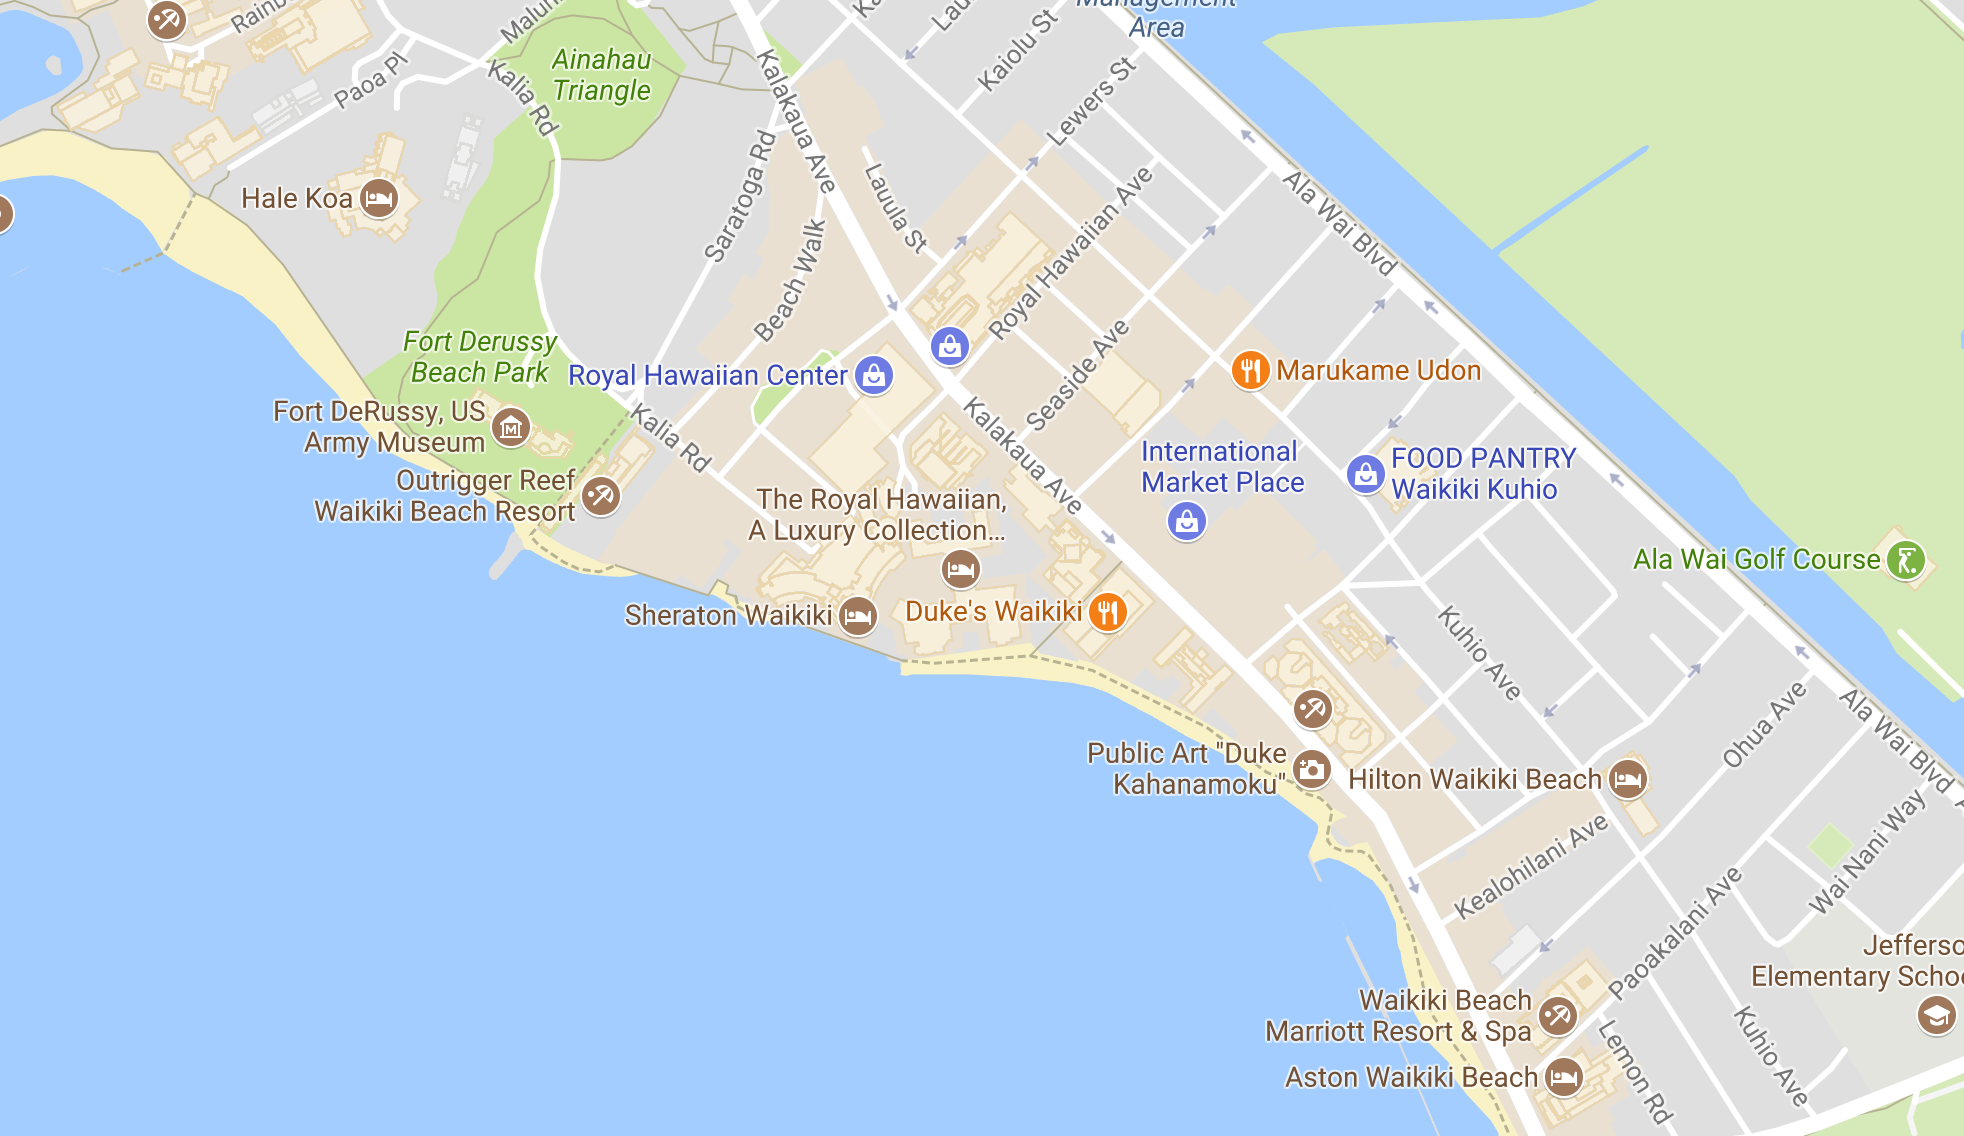 Management
Area
Rainb
Malunh
Ka
Lau
Kaiolu St
Ainahau
Triangle
Paoa Pl
Kalia Rd
Kalakaua Ave
Lewers St
Saratoga Rd
Lauula St
Hale Koa
Royal Hawaiian Ave
Ala Wai Blvd
Beach Walk
Fort Derussy
Beach Park
Royal Hawaiian Center
Seaside Ave
Marukame Udon
Fort DeRussy, US
Army Museum
Kalia Rd
Kalakaua Ave
International
Market Place
FOOD PANTRY
Waikiki Kuhio
Outrigger Reef
Waikiki Beach Resort
The Royal Hawaiian,
A Luxury Collection...
Ala Wai Golf Course
Sheraton Waikiki
Duke's Waikiki
Kuhio Ave
Ohua Ave
Ala Wai Blvd
Public Art "Duke
Kahanamoku"
Hilton Waikiki Beach
Kealohilani Ave
Wai Nani Way
Paoakalani Ave
Jefferso
Elementary Schoo
Waikiki Beach
Marriott Resort & Spa
Kuhio Ave
Lemon Rd
Aston Waikiki Beach